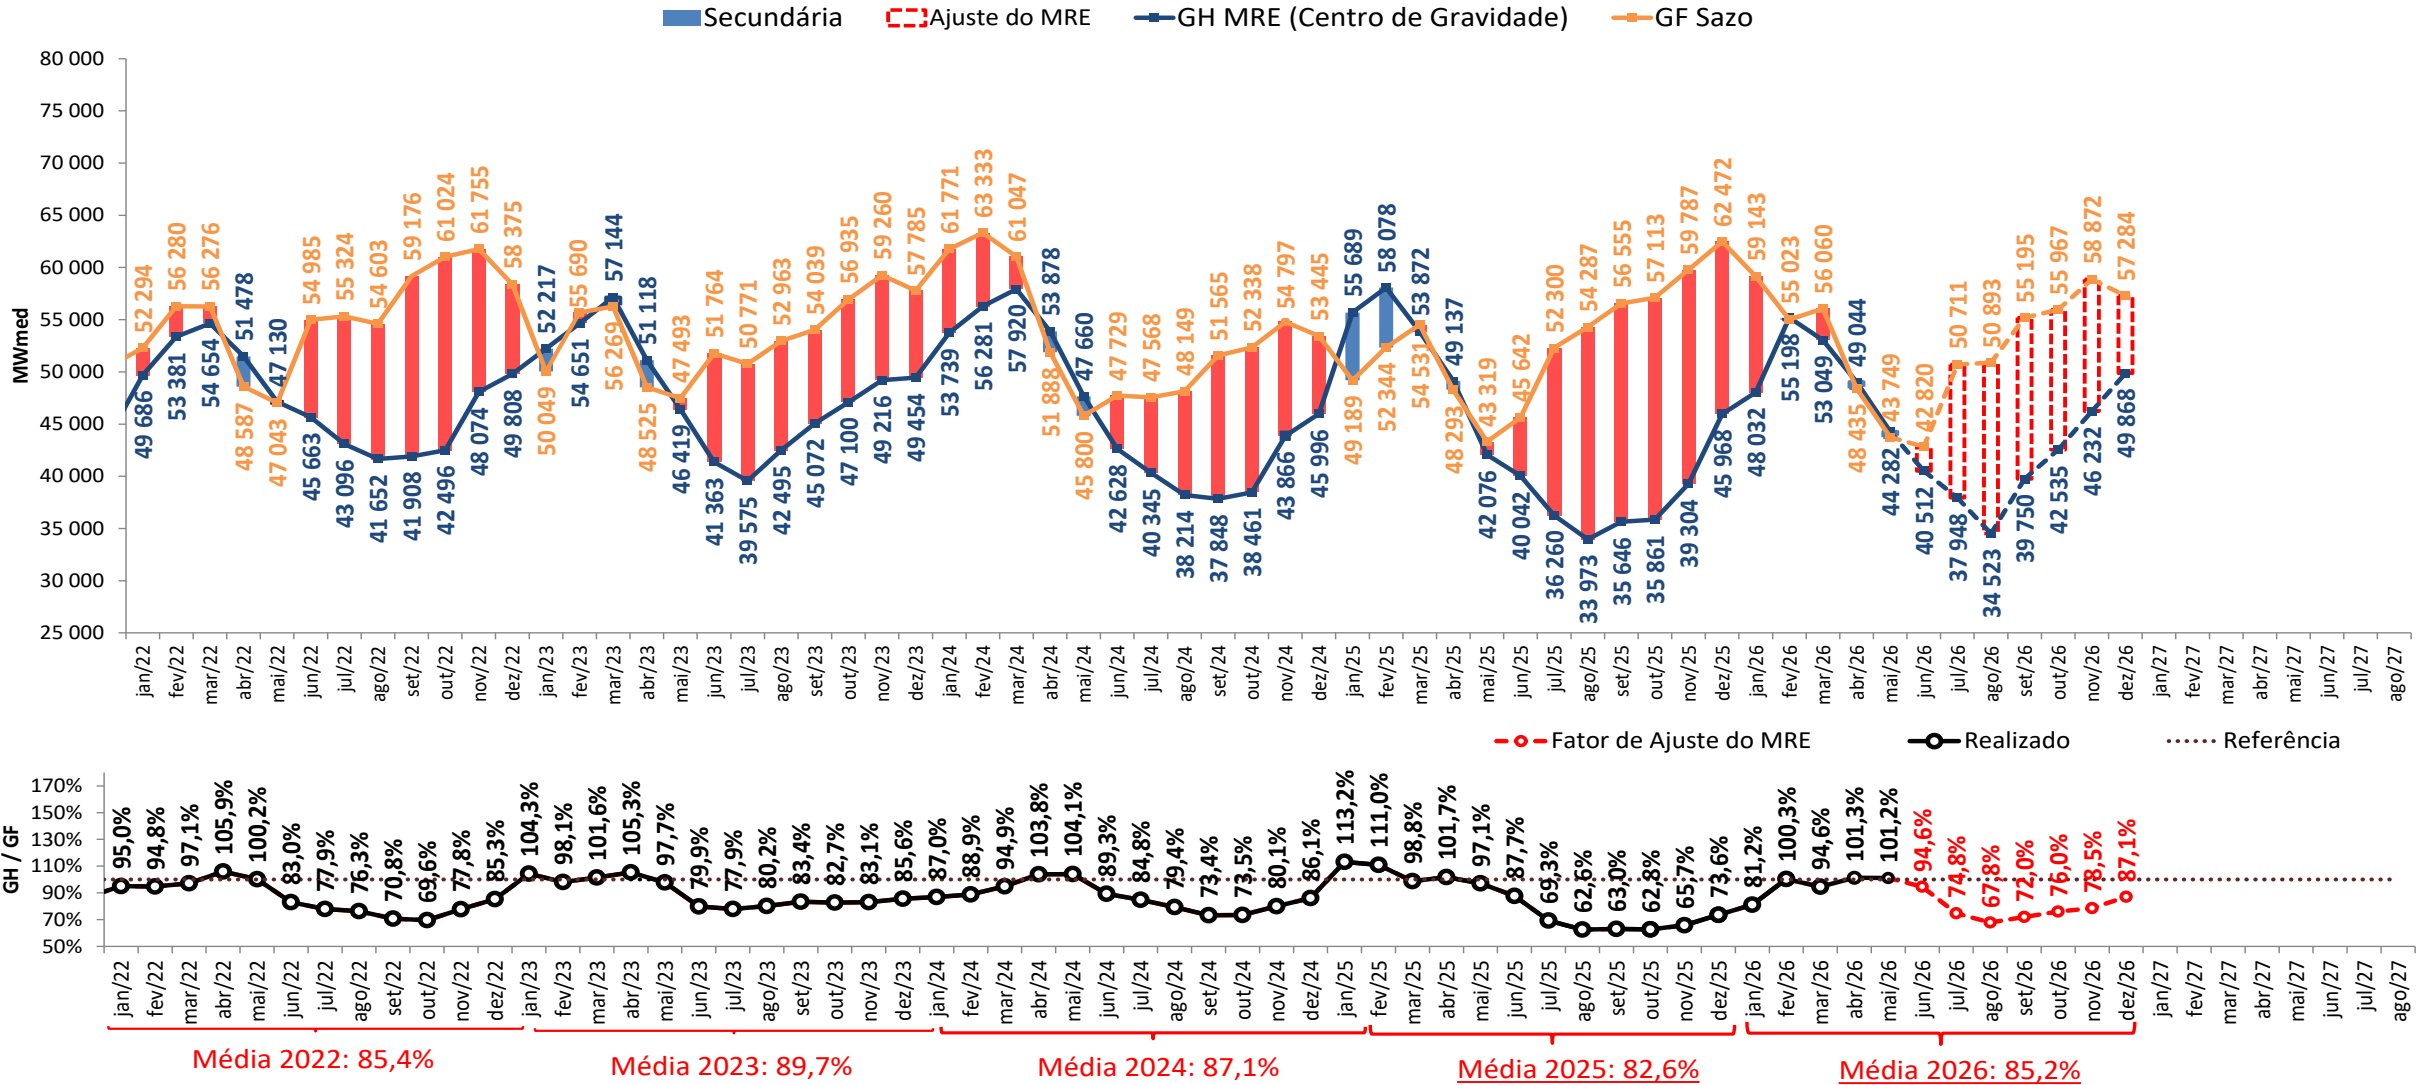 Secundária Ajuste do MRE GH MRE (Centro de Gravidade) GF Sazo
MWmed
80 000
75 000
70 000
65 000
60 000
55 000
50 000
45 000
40 000
35 000
30 000
25 000
52 294 56 280 56 276 48 587 47 043 54 985 55 324 54 603 59 176 61 024 61 755 58 375 50 049 55 690 56 269 48 525 47 493 51 764 50 771 52 963 54 039 56 935 59 260 57 785 61 771 63 333 61 047 51 888 45 800 47 729 47 568 48 149 51 565 52 338 54 797 53 445 49 189 52 344 54 531 48 293 43 319 45 642 52 300 54 287 56 555 57 113 59 787 62 472 59 143 55 023 56 060 48 435 43 749 42 820 50 711 50 893 55 195 55 967 58 872 57 284
49 686 53 381 54 654 51 478 47 130 45 663 43 096 41 652 41 908 42 496 48 074 49 808 52 217 54 651 57 144 51 118 46 419 41 363 39 575 42 495 45 072 47 100 49 216 49 454 53 739 56 281 57 920 53 878 47 660 42 628 40 345 38 214 37 848 38 461 43 866 45 996 55 689 58 078 53 872 49 137 42 076 40 042 36 260 33 973 35 646 35 861 39 304 45 968 48 032 55 198 53 049 49 044 44 282 40 512 37 948 34 523 39 750 42 535 46 232 49 868
jan/22 fev/22 mar/22 abr/22 mai/22 jun/22 jul/22 ago/22 set/22 out/22 nov/22 dez/22 jan/23 fev/23 mar/23 abr/23 mai/23 jun/23 jul/23 ago/23 set/23 out/23 nov/23 dez/23 jan/24 fev/24 mar/24 abr/24 mai/24 jun/24 jul/24 ago/24 set/24 out/24 nov/24 dez/24 jan/25 fev/25 mar/25 abr/25 mai/25 jun/25 jul/25 ago/25 set/25 out/25 nov/25 dez/25 jan/26 fev/26 mar/26 abr/26 mai/26 jun/26 jul/26 ago/26 set/26 out/26 nov/26 dez/26 jan/27 fev/27 mar/27 abr/27 mai/27 jun/27 jul/27 ago/27
Fator de Ajuste do MRE Realizado Referência
GH / GF
170%
150%
130%
110%
90%
70%
50%
95,0% 94,8% 97,1% 105,9% 100,2% 83,0% 77,9% 76,3% 70,8% 69,6% 77,8% 85,3% 104,3% 98,1% 101,6% 105,3% 97,7% 79,9% 77,9% 80,2% 83,4% 82,7% 83,1% 85,6% 87,0% 88,9% 94,9% 103,8% 104,1% 89,3% 84,8% 79,4% 73,4% 73,5% 80,1% 86,1% 113,2% 111,0% 98,8% 101,7% 97,1% 87,7% 69,3% 62,6% 63,0% 62,8% 65,7% 73,6% 81,2% 100,3% 94,6% 101,3% 101,2% 94,6% 74,8% 67,8% 72,0% 76,0% 78,5% 87,1%
jan/22 fev/22 mar/22 abr/22 mai/22 jun/22 jul/22 ago/22 set/22 out/22 nov/22 dez/22 jan/23 fev/23 mar/23 abr/23 mai/23 jun/23 jul/23 ago/23 set/23 out/23 nov/23 dez/23 jan/24 fev/24 mar/24 abr/24 mai/24 jun/24 jul/24 ago/24 set/24 out/24 nov/24 dez/24 jan/25 fev/25 mar/25 abr/25 mai/25 jun/25 jul/25 ago/25 set/25 out/25 nov/25 dez/25 jan/26 fev/26 mar/26 abr/26 mai/26 jun/26 jul/26 ago/26 set/26 out/26 nov/26 dez/26 jan/27 fev/27 mar/27 abr/27 mai/27 jun/27 jul/27 ago/27
Média 2022: 85,4% Média 2023: 89,7% Média 2024: 87,1% Média 2025: 82,6% Média 2026: 85,2%